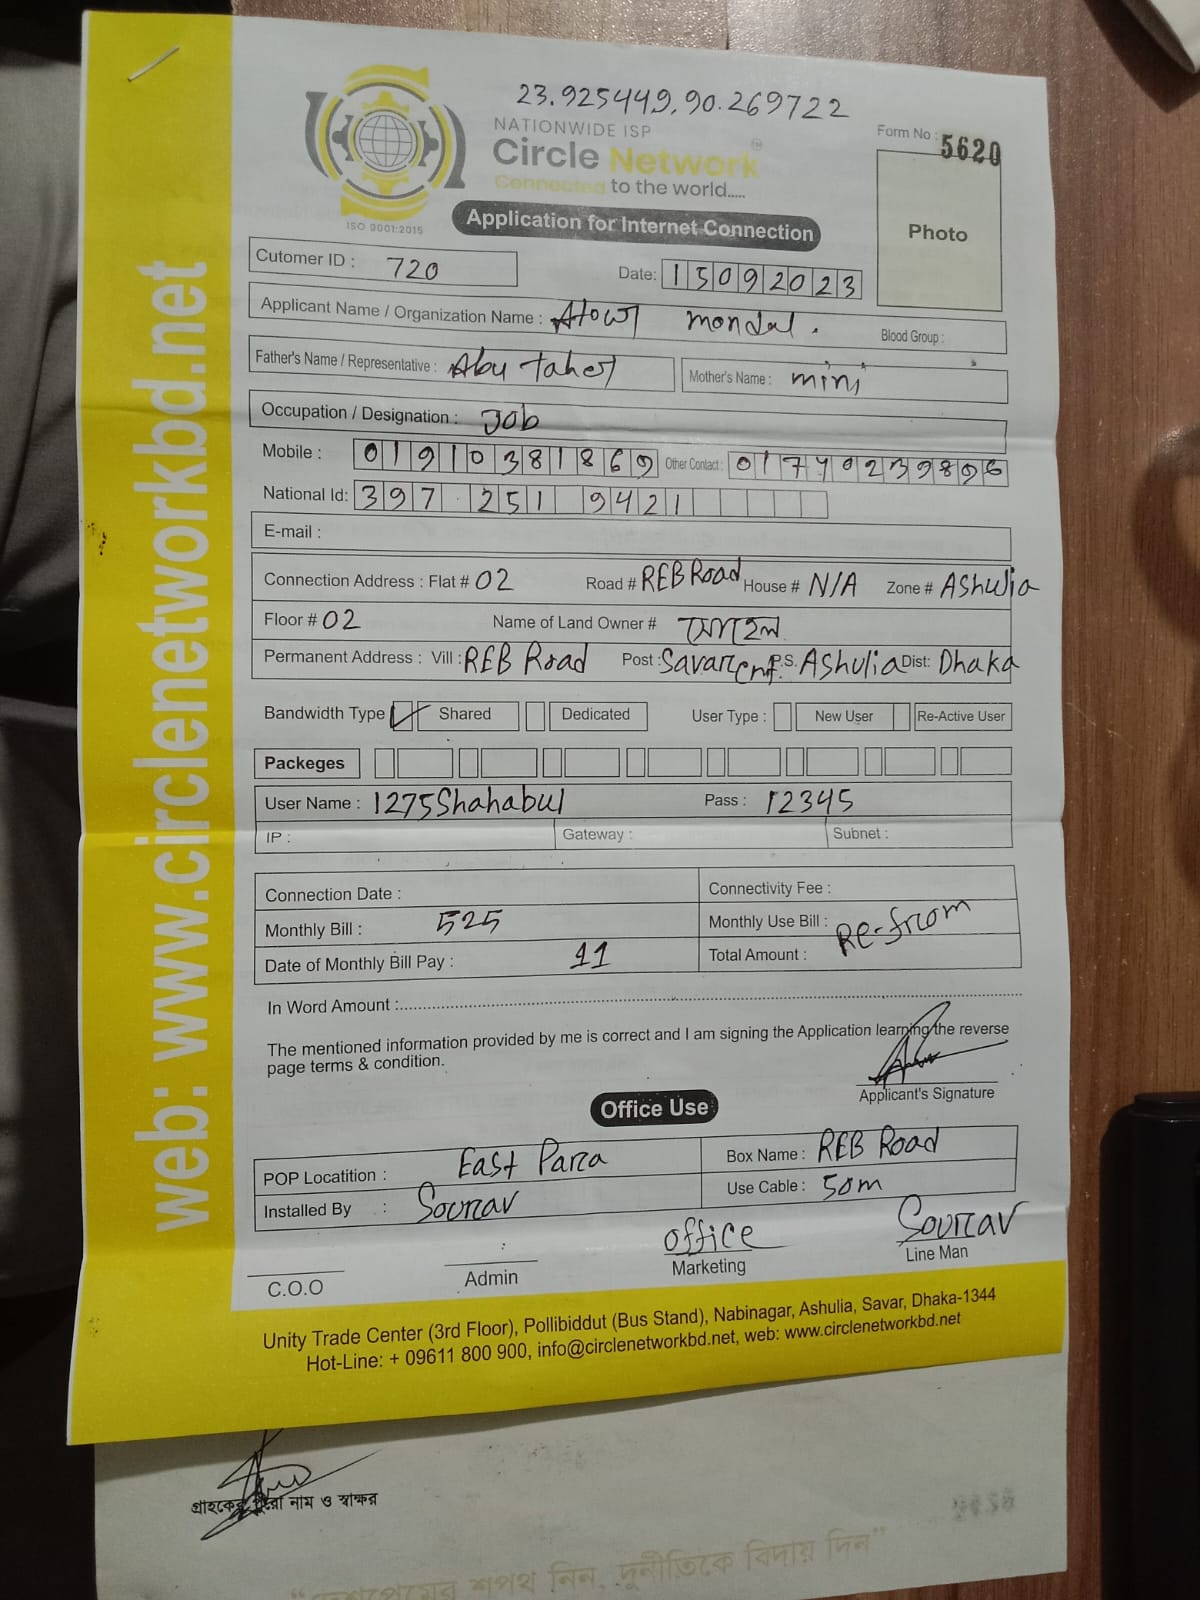 23.925449,90.269722
NATIONWIDE ISP
Form No : 5620
Circle Network
Connected to the world.....
ISO 9001:2015
Application for Internet Connection
Photo
Cutomer ID : 720
Date: 15092023
Applicant Name / Organization Name : Atowr mondal .
Blood Group :
Father's Name / Representative : Abu taher
Mother's Name : mini
Occupation / Designation : Job
Mobile : 01910381869 Other Contact : 01740239896
National Id: 397 251 9421
E-mail :
Connection Address : Flat # 02 Road # REB Road House # N/A Zone # Ashulia
Floor # 02 Name of Land Owner #
Permanent Address : Vill : REB Road Post : Savar Cnt. P.S. Ashulia Dist: Dhaka
Bandwidth Type Shared Dedicated User Type : New User Re-Active User
Packeges
User Name : 1275Shahabul Pass : 12345
IP : Gateway : Subnet :
Connection Date : Connectivity Fee :
Monthly Bill : 525 Monthly Use Bill :
Re-from
Date of Monthly Bill Pay : 11 Total Amount :
In Word Amount :
The mentioned information provided by me is correct and I am signing the Application learning the reverse
page terms & condition.
Applicant's Signature
Office Use
POP Locatition : East Para Box Name : REB Road
Installed By : Sourav Use Cable : 50m
office Sourav
C.O.O Admin Marketing Line Man
Unity Trade Center (3rd Floor), Pollibiddut (Bus Stand), Nabinagar, Ashulia, Savar, Dhaka-1344
Hot-Line: + 09611 800 900, info@circlenetworkbd.net, web: www.circlenetworkbd.net
web: www.circlenetworkbd.net
গ্রাহকের পুরো নাম ও স্বাক্ষর
“দেশপ্রেমের শপথ নিন, দুর্নীতিকে বিদায় দিন”